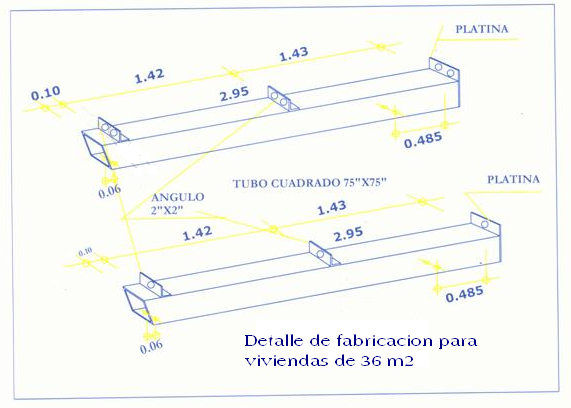 PLATINA
1.43
1.42
0.10
2.95
0.485
0.06
TUBO CUADRADO 75"X75"
PLATINA
ANGULO
2"X2"
1.43
1.42
2.95
0.10
0.485
0.06
Detalle de fabricacion para
viviendas de 36 m2